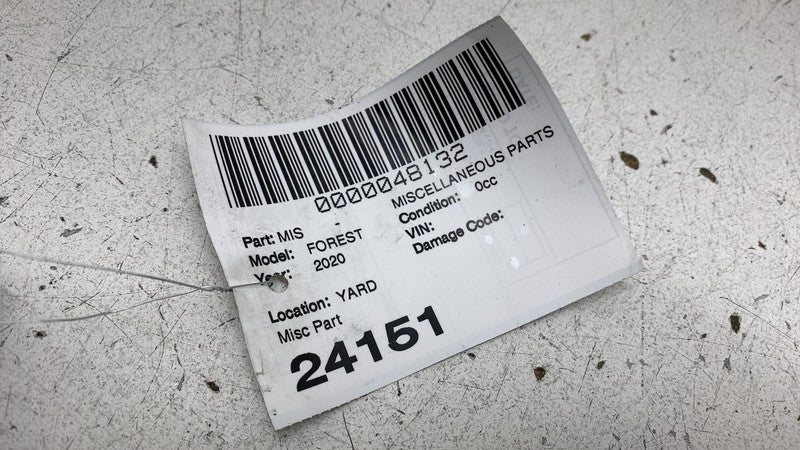 0000048132
Part: MIS - MISCELLANEOUS PARTS
Model: FOREST Condition: 0cc
Year: 2020 VIN:
Damage Code:
Location: YARD
Misc Part
24151